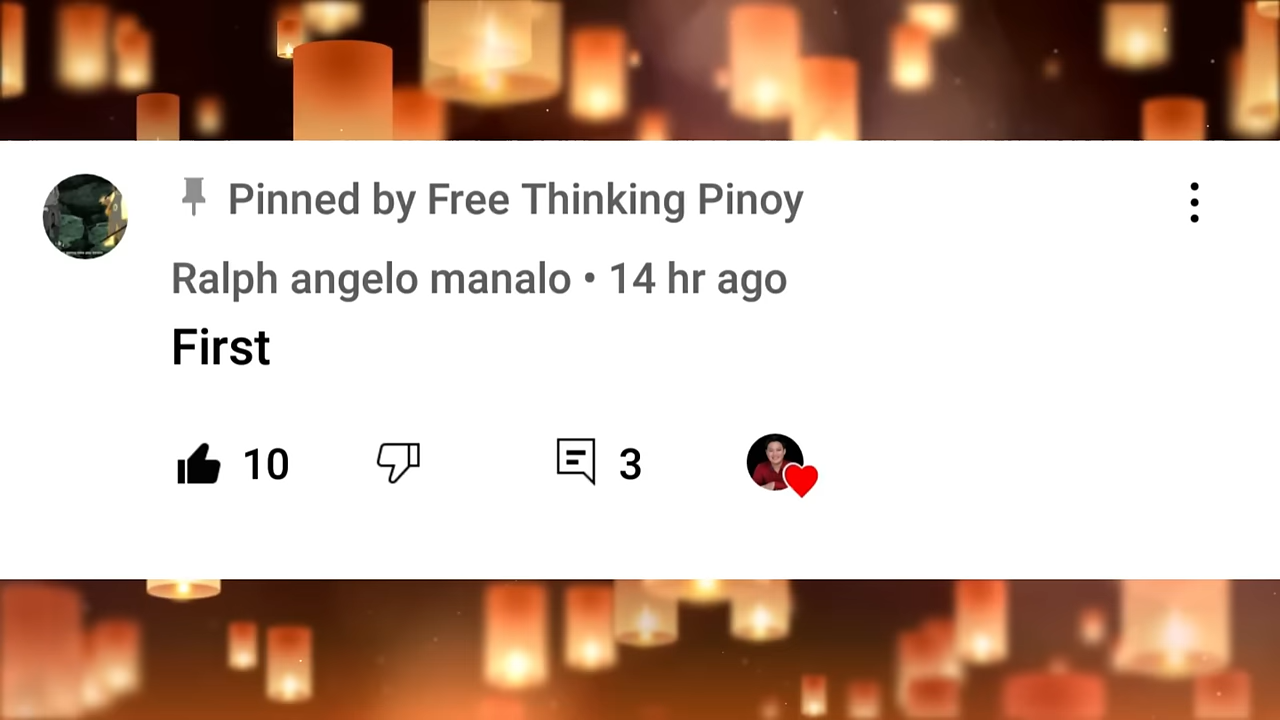 Pinned by Free Thinking Pinoy
Ralph angelo manalo • 14 hr ago
First
10
3